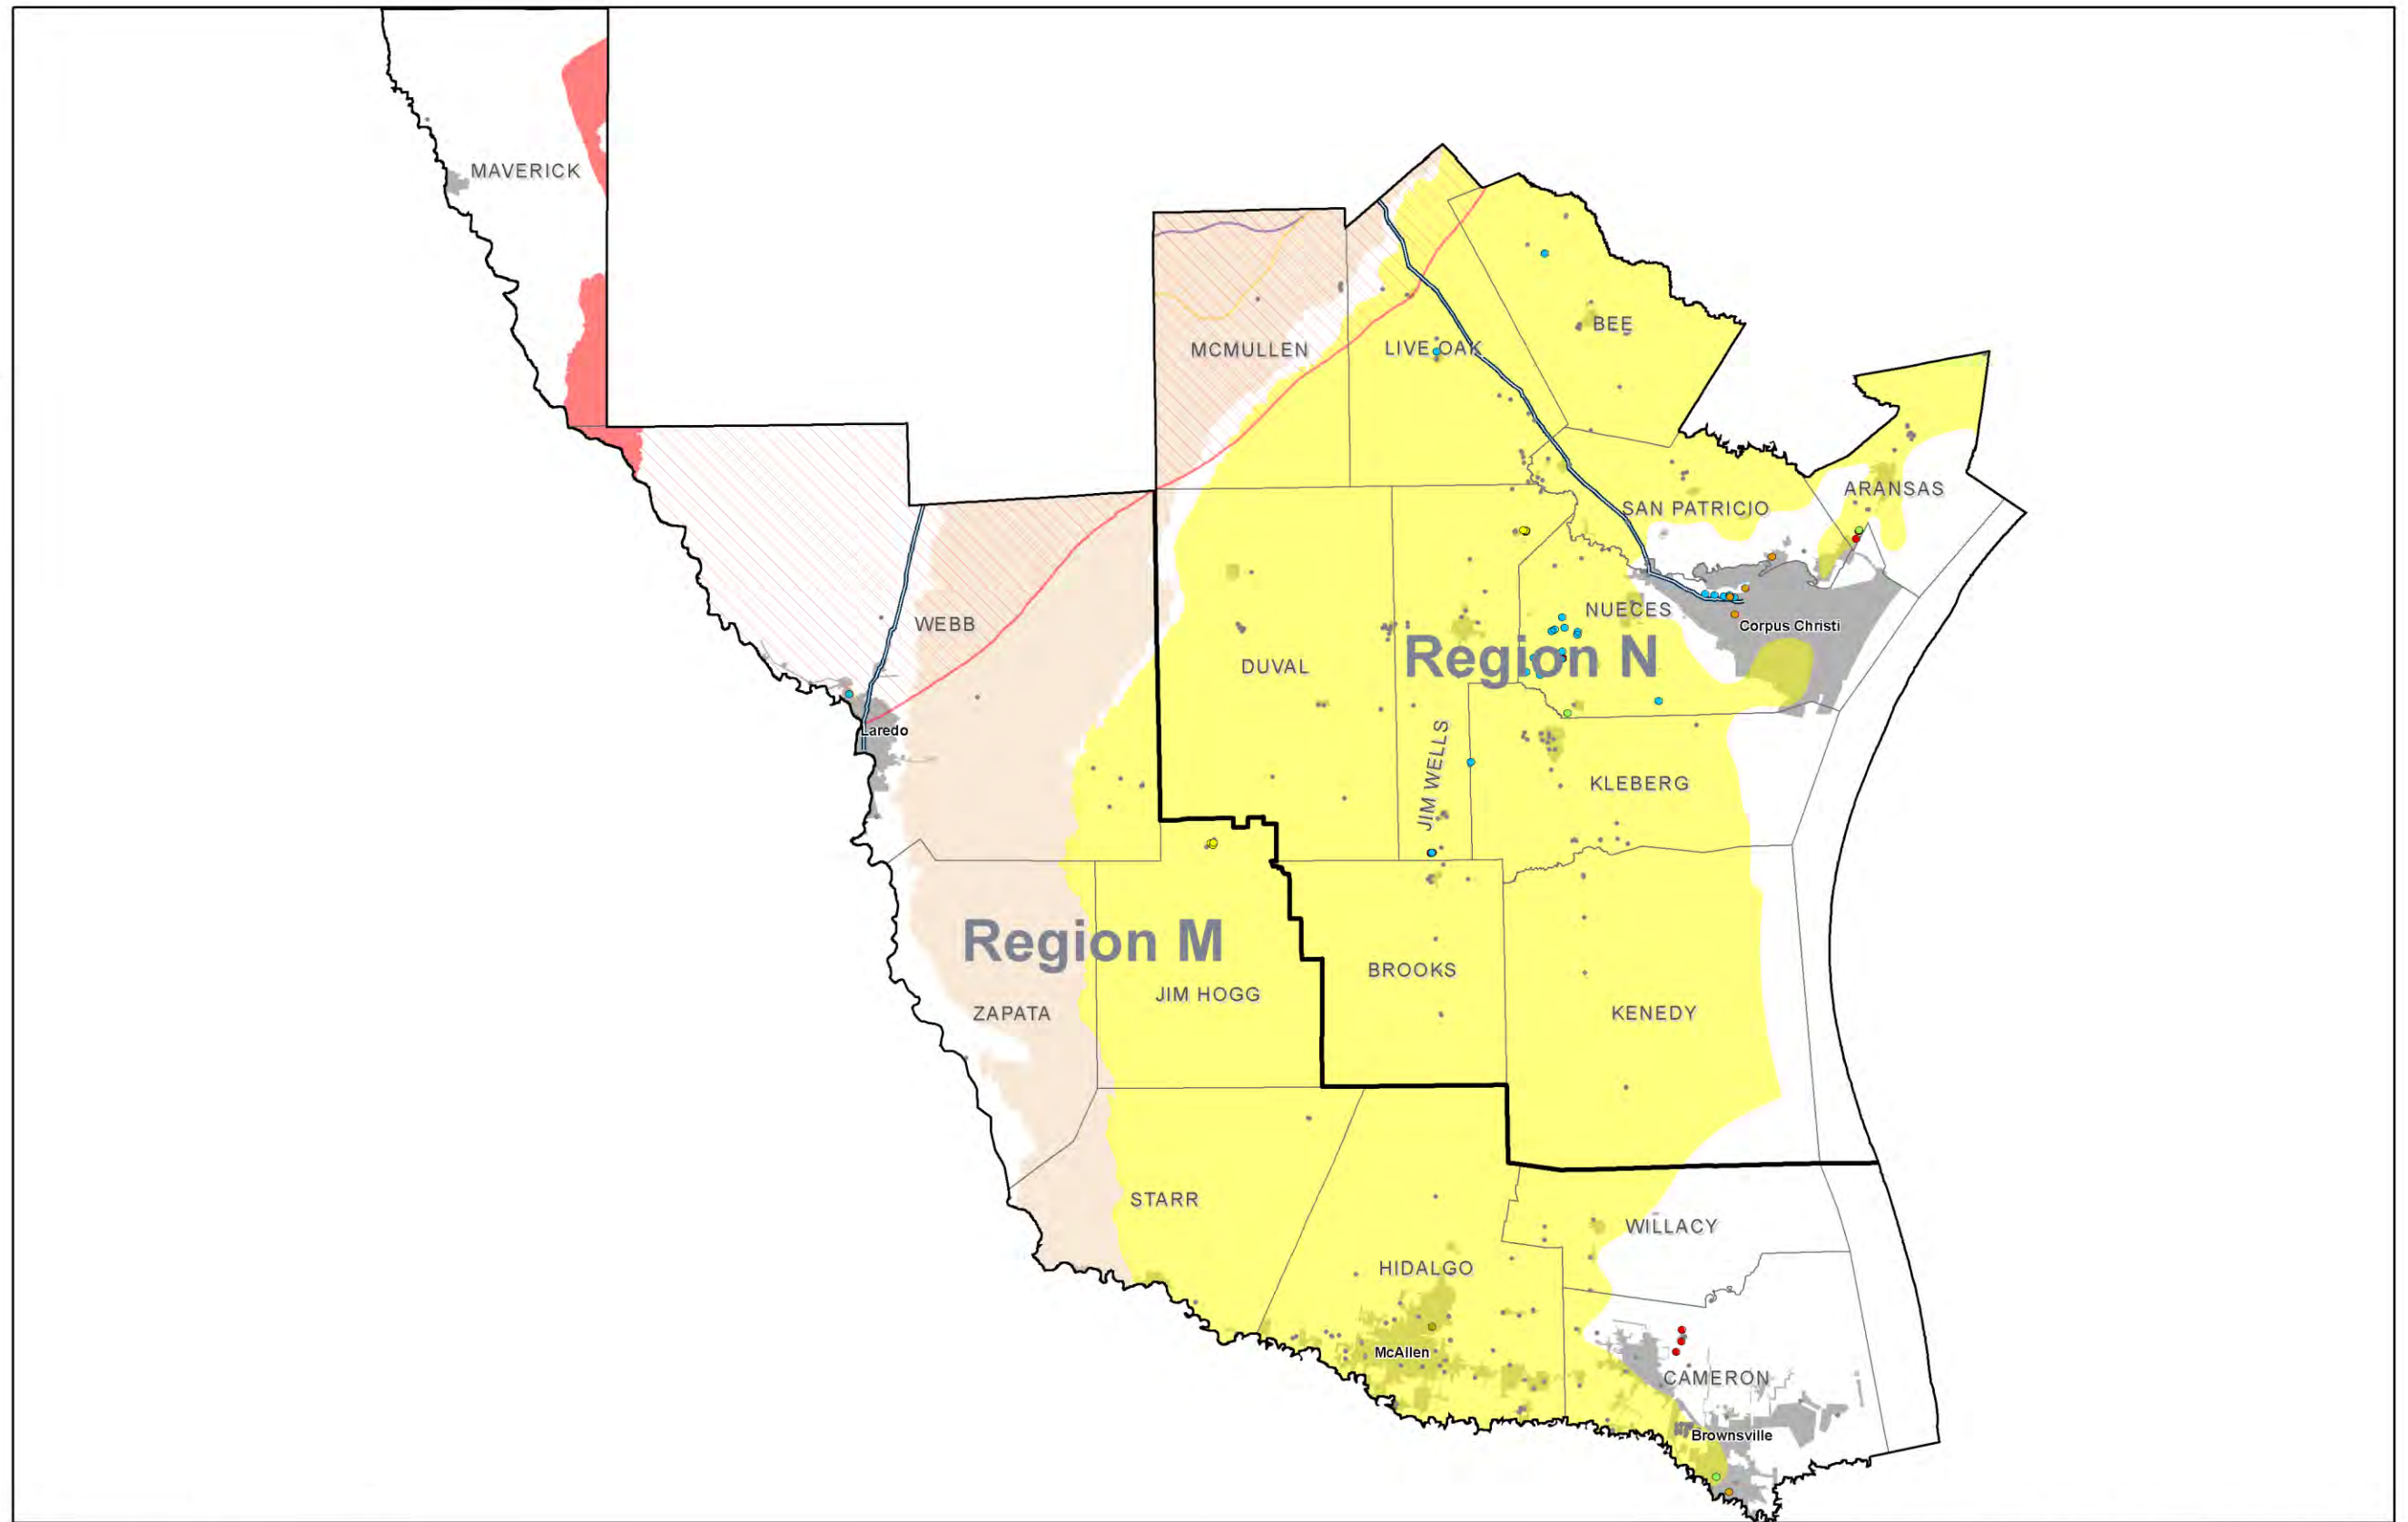 MAVERICK
MCMULLEN
LIVE OAK
BEE
SAN PATRICIO
ARANSAS
WEBB
NUECES
Corpus Christi
DUVAL
Region N
Laredo
JIM WELLS
KLEBERG
Region M
BROOKS
JIM HOGG
ZAPATA
KENEDY
STARR
WILLACY
HIDALGO
McAllen
CAMERON
Brownsville